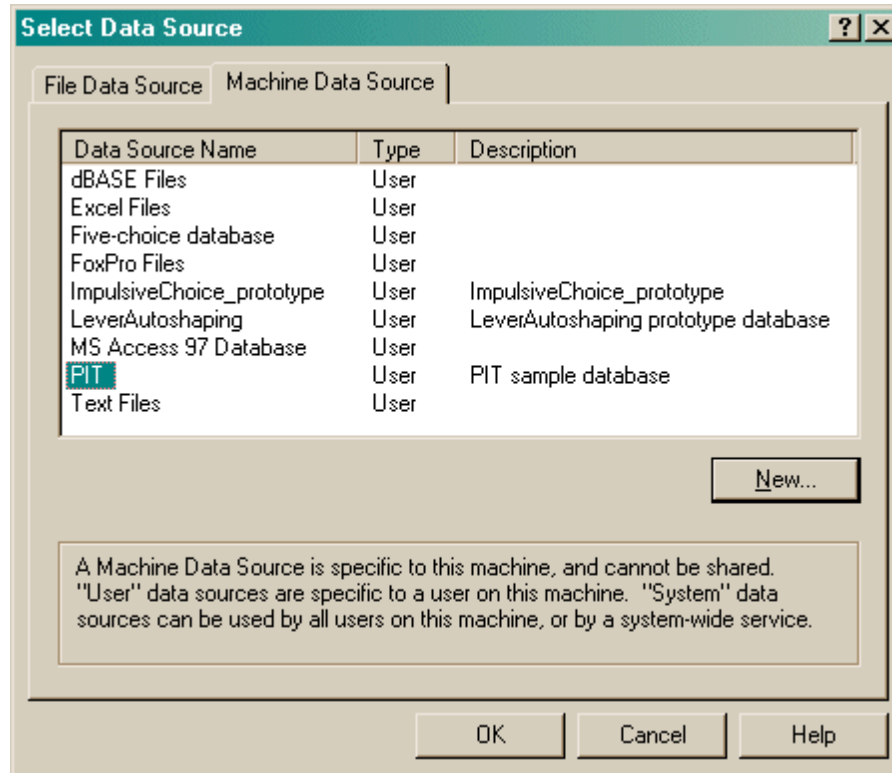 Select Data Source
File Data Source Machine Data Source
Data Source Name Type Description
dBASE Files User
Excel Files User
Five-choice database User
FoxPro Files User
ImpulsiveChoice_prototype User ImpulsiveChoice_prototype
LeverAutoshaping User LeverAutoshaping prototype database
MS Access 97 Database User
PIT User PIT sample database
Text Files User
New...
A Machine Data Source is specific to this machine, and cannot be shared.
"User" data sources are specific to a user on this machine. "System" data
sources can be used by all users on this machine, or by a system-wide service.
OK Cancel Help